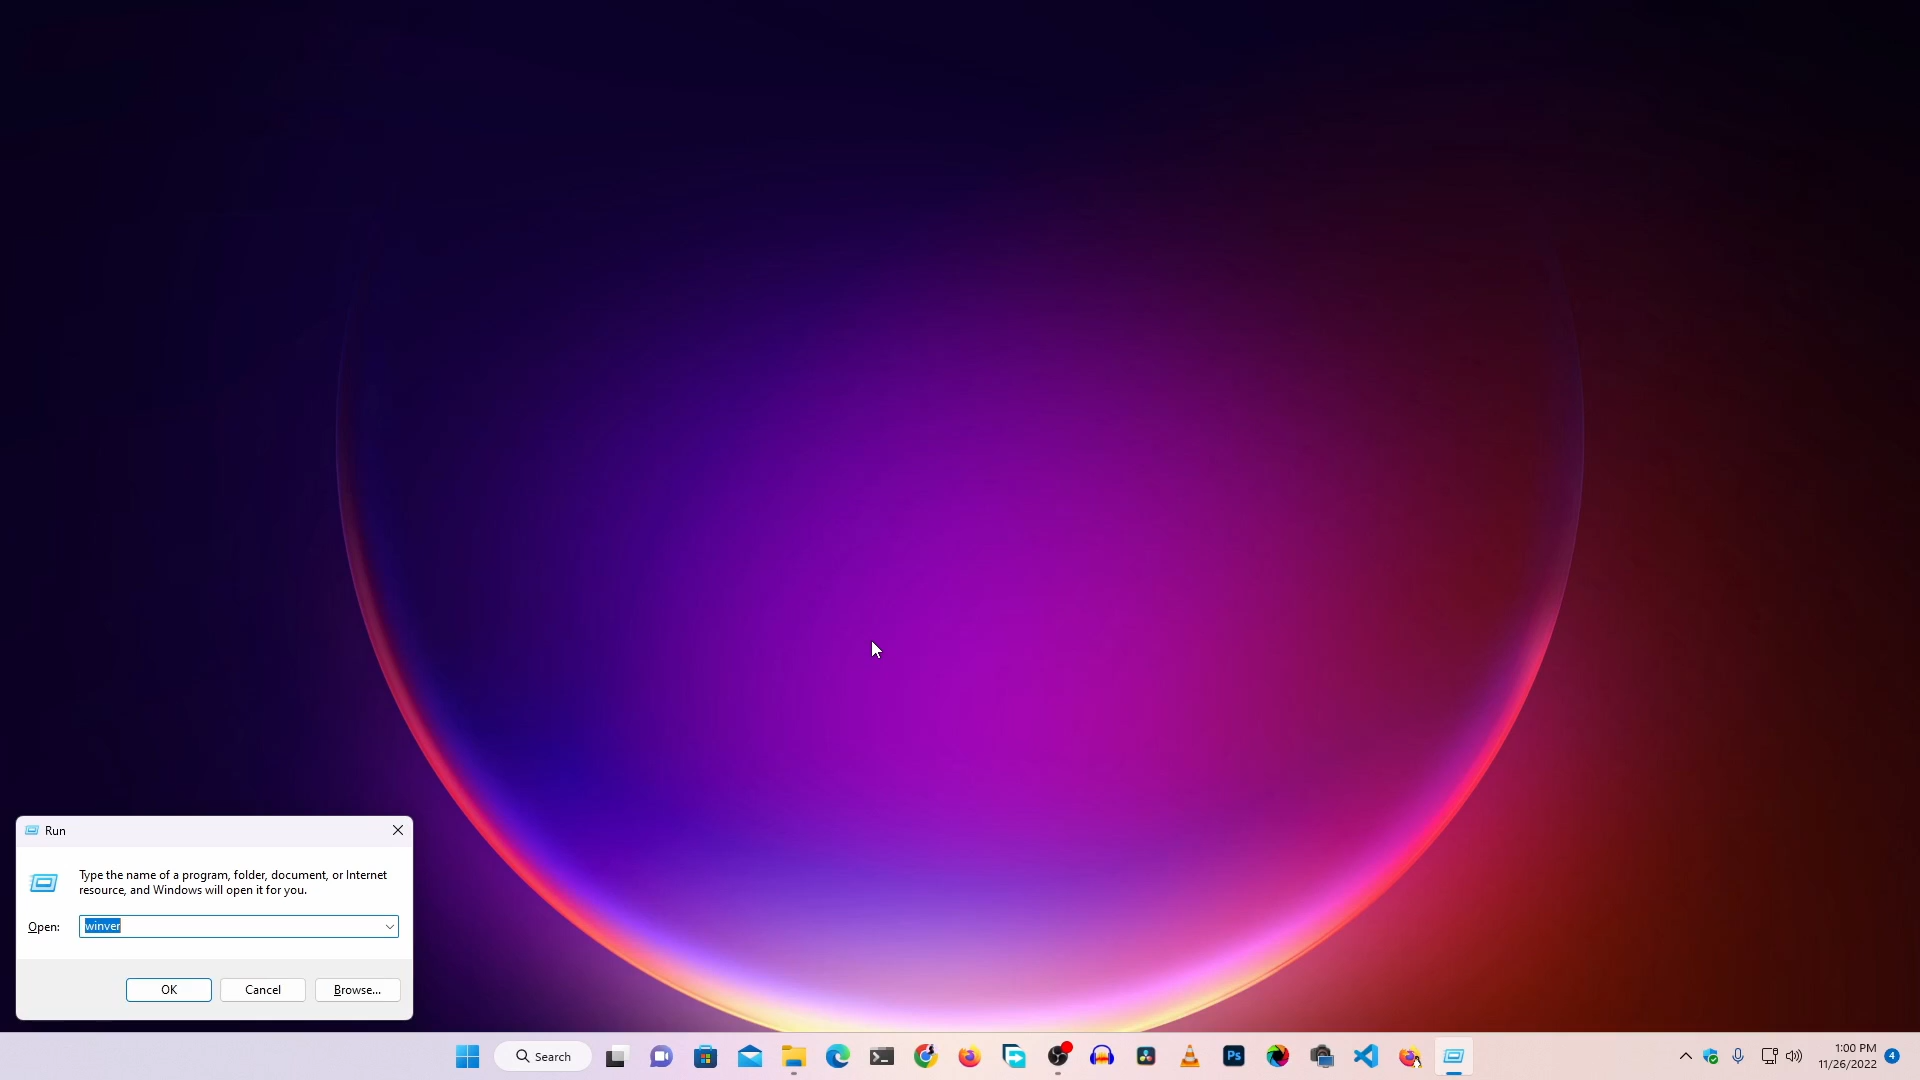 Run
Type the name of a program, folder, document, or Internet
resource, and Windows will open it for you.
Open:
winver
OK
Cancel
Browse...
Search
Ps
1:00 PM
11/26/2022
4